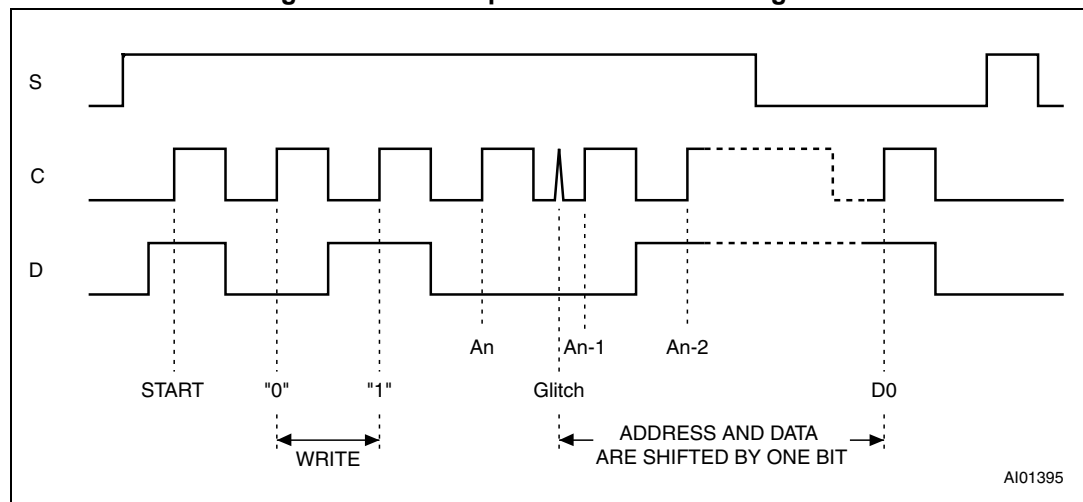 S
C
D
An An-1 An-2
START "0" "1" Glitch D0
WRITE
ADDRESS AND DATA
ARE SHIFTED BY ONE BIT
AI01395